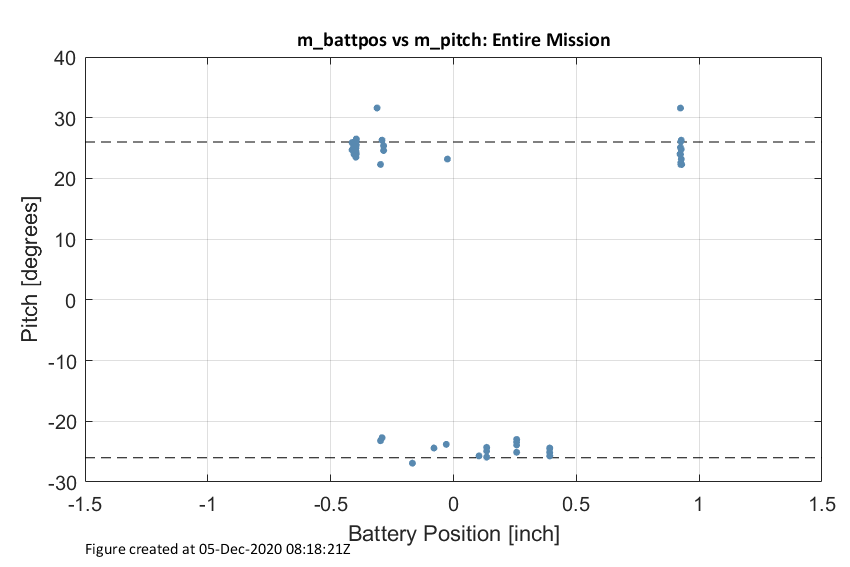 m_battpos vs m_pitch: Entire Mission
40
30
20
10
0
-10
-20
-30
Pitch [degrees]
-1.5 -1 -0.5 0 0.5 1 1.5
Battery Position [inch]
Figure created at 05-Dec-2020 08:18:21Z